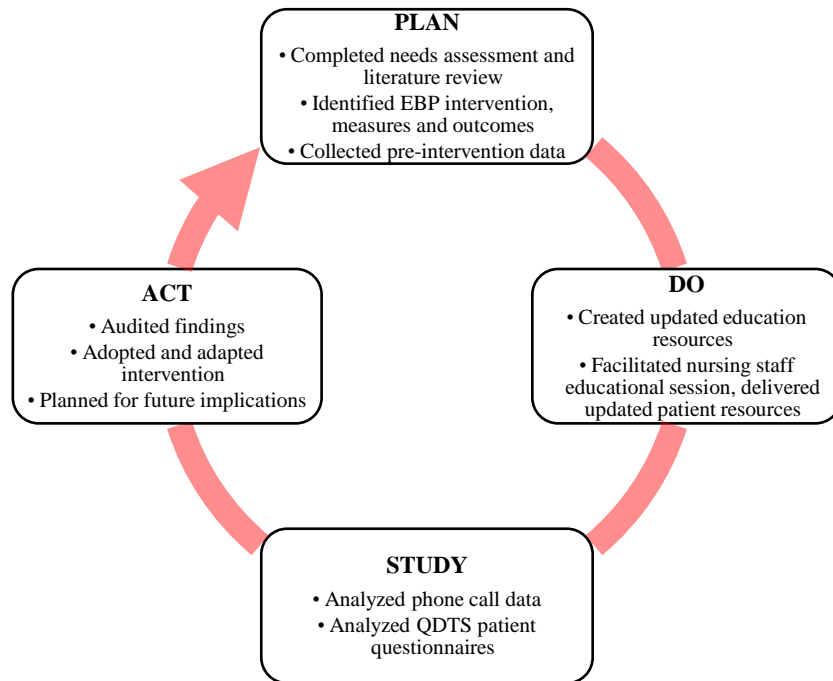 PLAN
• Completed needs assessment and
literature review
• Identified EBP intervention,
measures and outcomes
• Collected pre-intervention data
ACT
• Audited findings
• Adopted and adapted
intervention
• Planned for future implications
DO
• Created updated education
resources
• Facilitated nursing staff
educational session, delivered
updated patient resources
STUDY
• Analyzed phone call data
• Analyzed QDTS patient
questionnaires